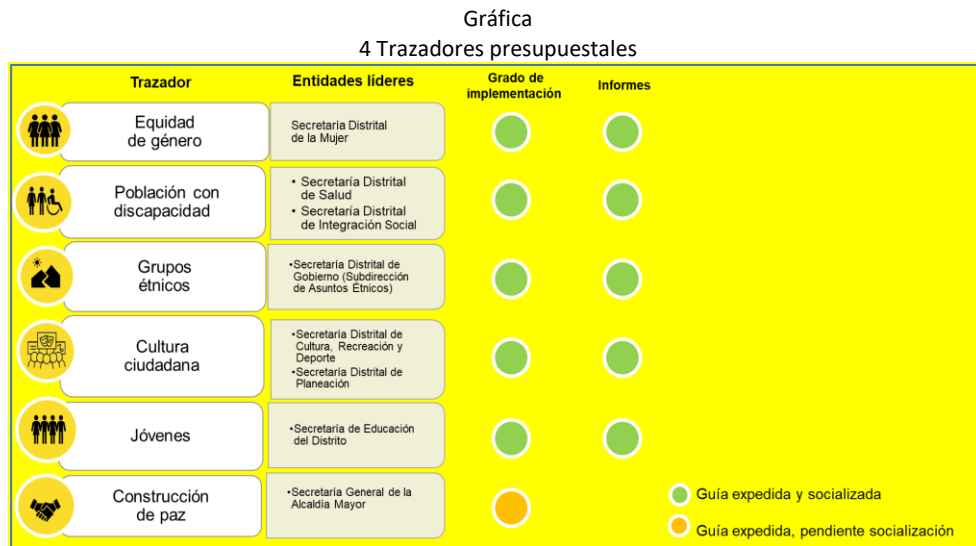 Gráfica
4 Trazadores presupuestales
Trazador
Entidades líderes
Grado de
implementación
Informes
Equidad
de género
Secretaría Distrital
de la Mujer
Población con
discapacidad
• Secretaría Distrital
de Salud
• Secretaría Distrital
de Integración Social
Grupos
étnicos
•Secretaría Distrital de
Gobierno (Subdirección
de Asuntos Étnicos)
Cultura
ciudadana
•Secretaría Distrital de
Cultura, Recreación y
Deporte
•Secretaría Distrital de
Planeación
Jóvenes
•Secretaría de Educación
del Distrito
Construcción
de paz
•Secretaría General de la
Alcaldía Mayor
Guía expedida y socializada
Guía expedida, pendiente socialización